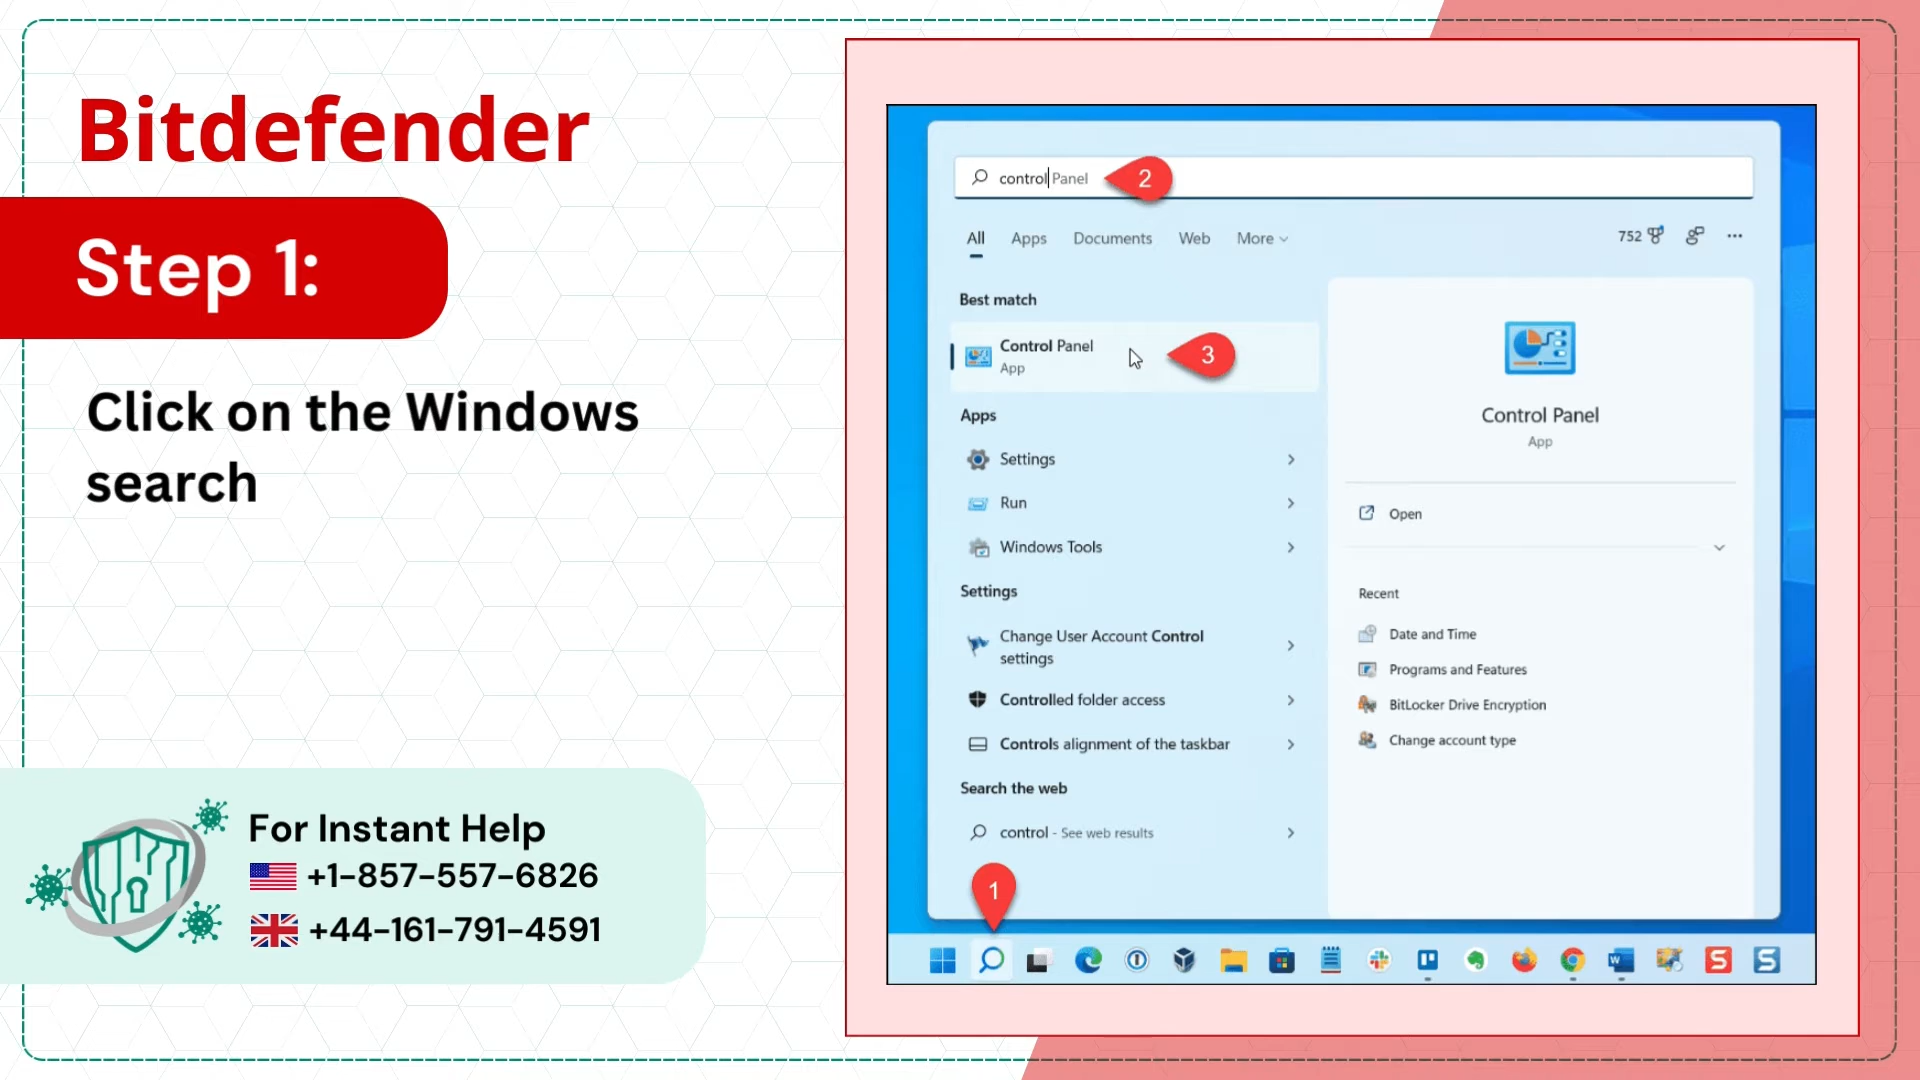 Bitdefender
Step 1:
Click on the Windows
search
For Instant Help
+1-857-557-6826
+44-161-791-4591
control Panel
2
All Apps Documents Web More
752
Best match
Control Panel
App
3
Apps
Settings
Run
Windows Tools
Settings
Change User Account Control
settings
Controlled folder access
Controls alignment of the taskbar
Search the web
control - See web results
1
Control Panel
App
Open
Recent
Date and Time
Programs and Features
BitLocker Drive Encryption
Change account type